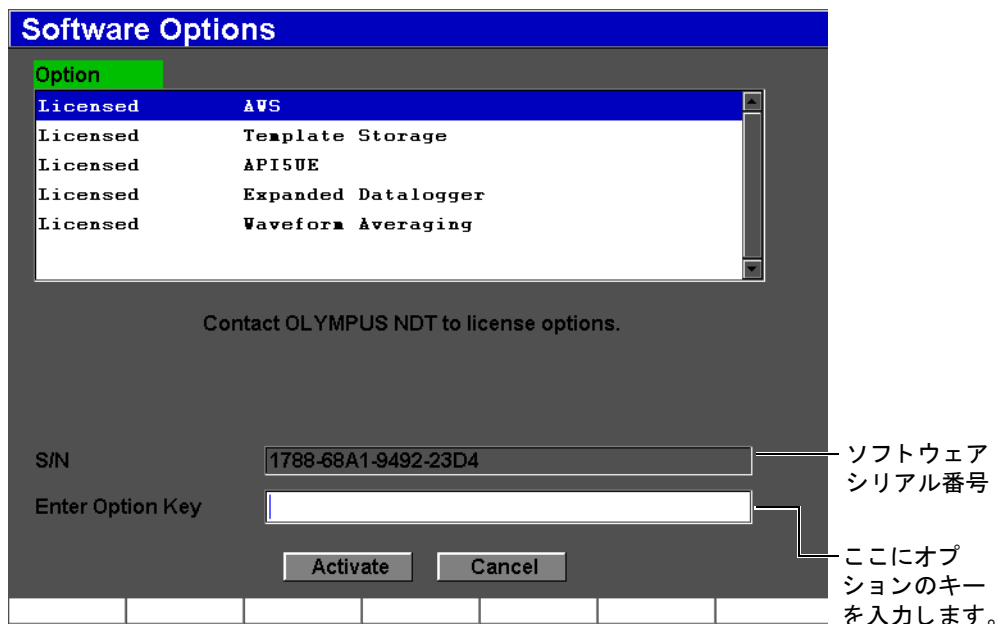 Software Options
Option
Licensed AWS
Licensed Template Storage
Licensed API5UE
Licensed Expanded Datalogger
Licensed Waveform Averaging
Contact OLYMPUS NDT to license options.
S/N 1788-68A1-9492-23D4
ソフトウェア
シリアル番号
Enter Option Key
Activate Cancel
ここにオプ
ションのキー
を入力します。